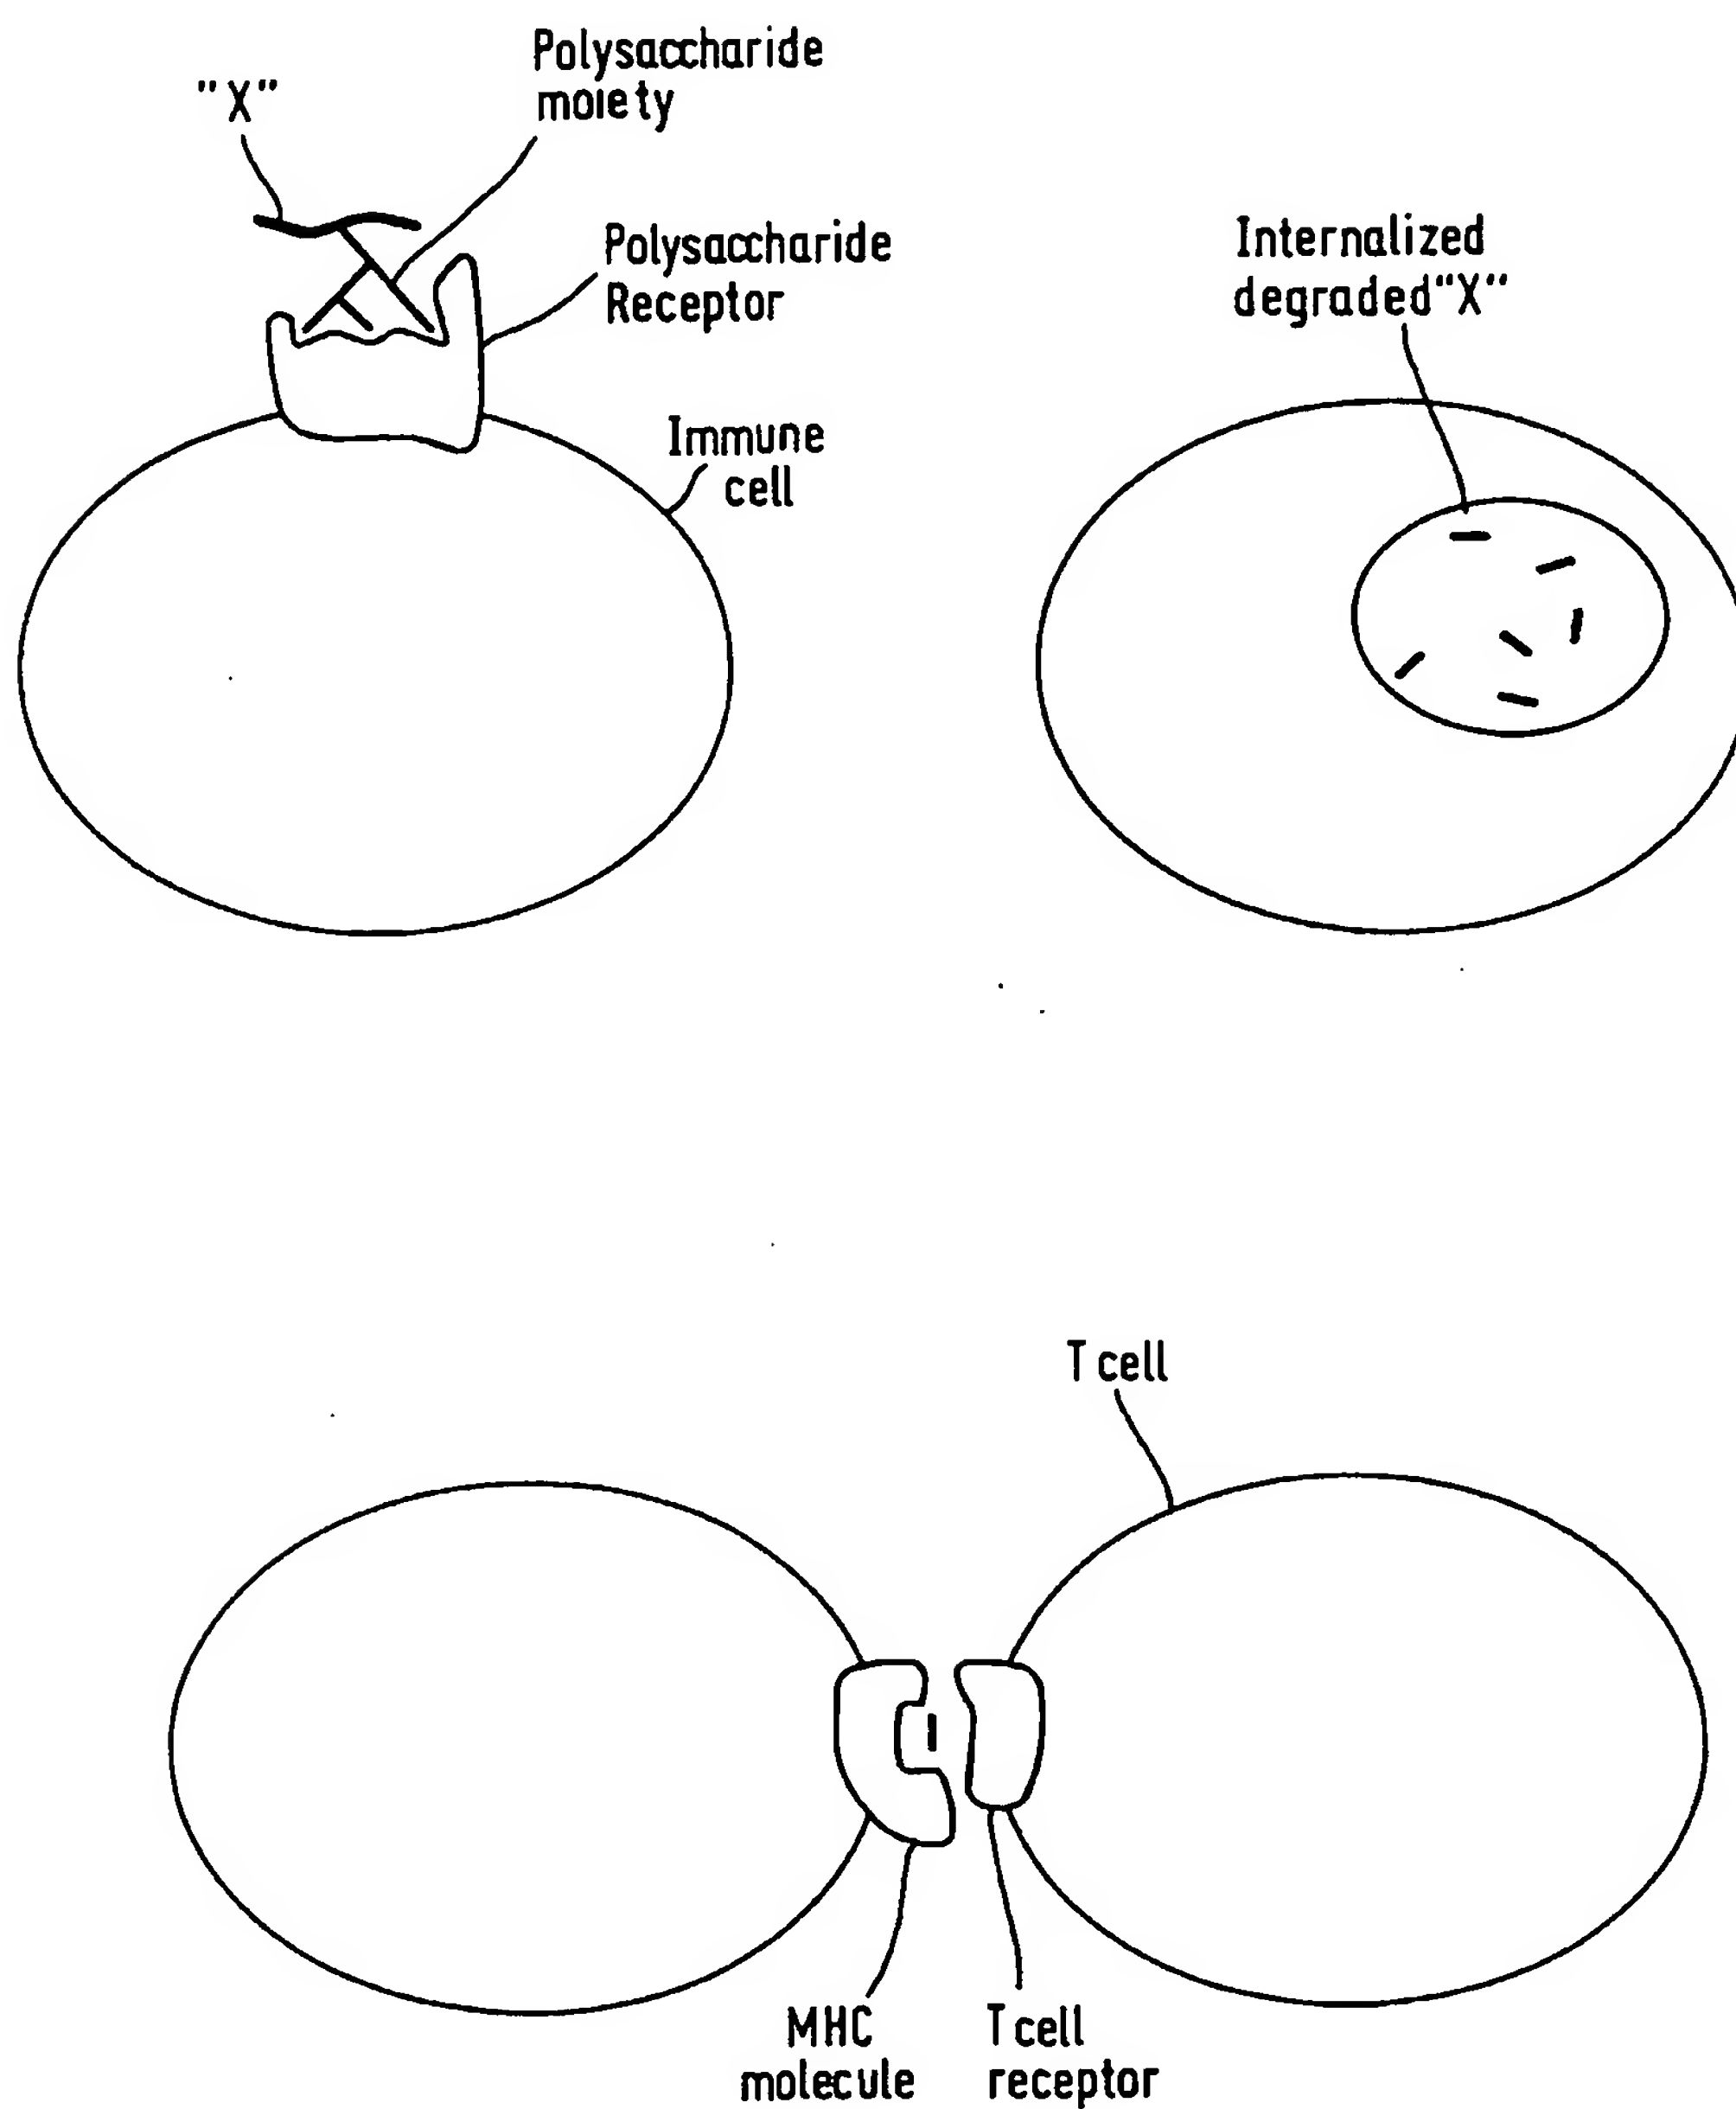 "X"
Polysaccharide
moiety
Polysaccharide
Receptor
Immune
cell
Internalized
degraded "X"
T cell
MHC
molecule
T cell
receptor